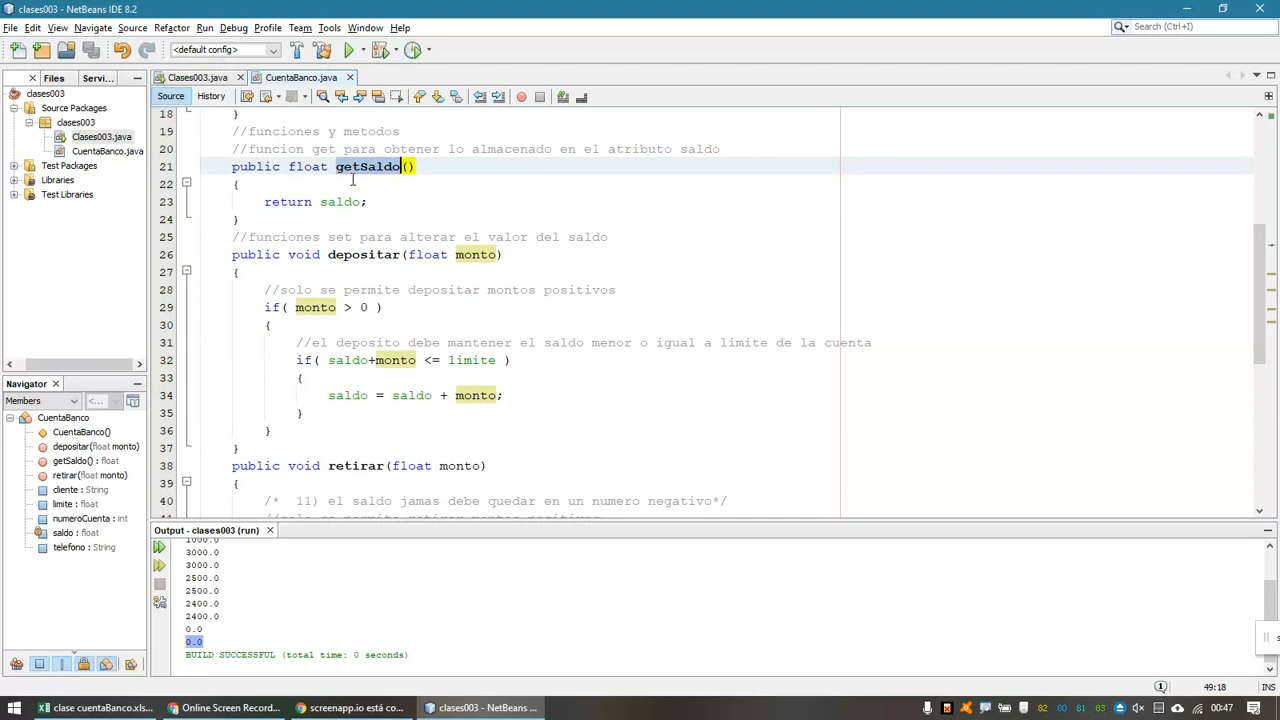 clases003 - NetBeans IDE 8.2
File Edit View Navigate Source Refactor Run Debug Profile Team Tools Window Help
Search (Ctrl+I)
<default config>
Files Servi...
Clases003.java CuentaBanco.java
clases003
Source History
Source Packages
clases003
Clases003.java
CuentaBanco.java
Test Packages
Libraries
Test Libraries
18 }
19 //funciones y metodos
20 //funcion get para obtener lo almacenado en el atributo saldo
21 public float getSaldo()
22 {
23 return saldo;
24 }
25 //funciones set para alterar el valor del saldo
26 public void depositar(float monto)
27 {
28 //solo se permite depositar montos positivos
29 if( monto > 0 )
30 {
31 //el deposito debe mantener el saldo menor o igual a limite de la cuenta
32 if( saldo+monto <= limite )
33 {
34 saldo = saldo + monto;
35 }
36 }
37 }
38 public void retirar(float monto)
39 {
40 /* 11) el saldo jamas debe quedar en un numero negativo*/
Navigator
Members
<...
CuentaBanco
CuentaBanco()
depositar(float monto)
getSaldo() : float
retirar(float monto)
cliente : String
limite : float
numeroCuenta : int
saldo : float
telefono : String
Output - clases003 (run)
1000.0
3000.0
3000.0
2500.0
2500.0
2400.0
2400.0
0.0
0.0
BUILD SUCCESSFUL (total time: 0 seconds)
49:18 INS
clase cuentaBanco.xls...
Online Screen Record...
screenapp.io está co...
clases003 - NetBeans ...
82 80 81 83
00:47